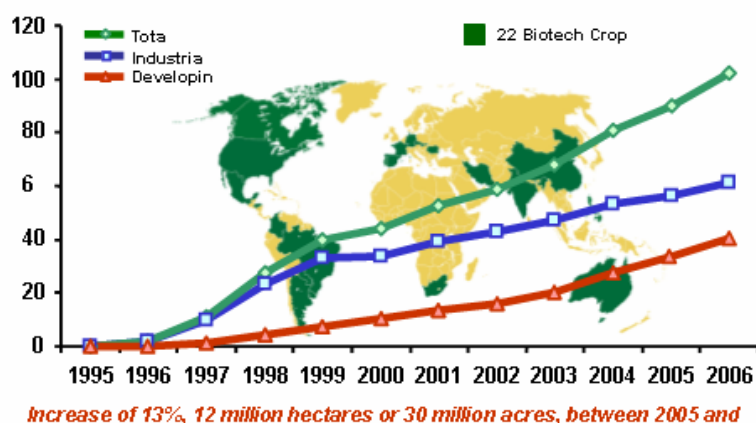 120
100
80
6
40
20
0
Tota
Industria
Developin
22 Biotech Crop
1995 1996 1997 1998 1999 2000 2001 2002 2003 2004 2005 2006
Increase of 13%, 12 million hectares or 30 million acres, between 2005 and